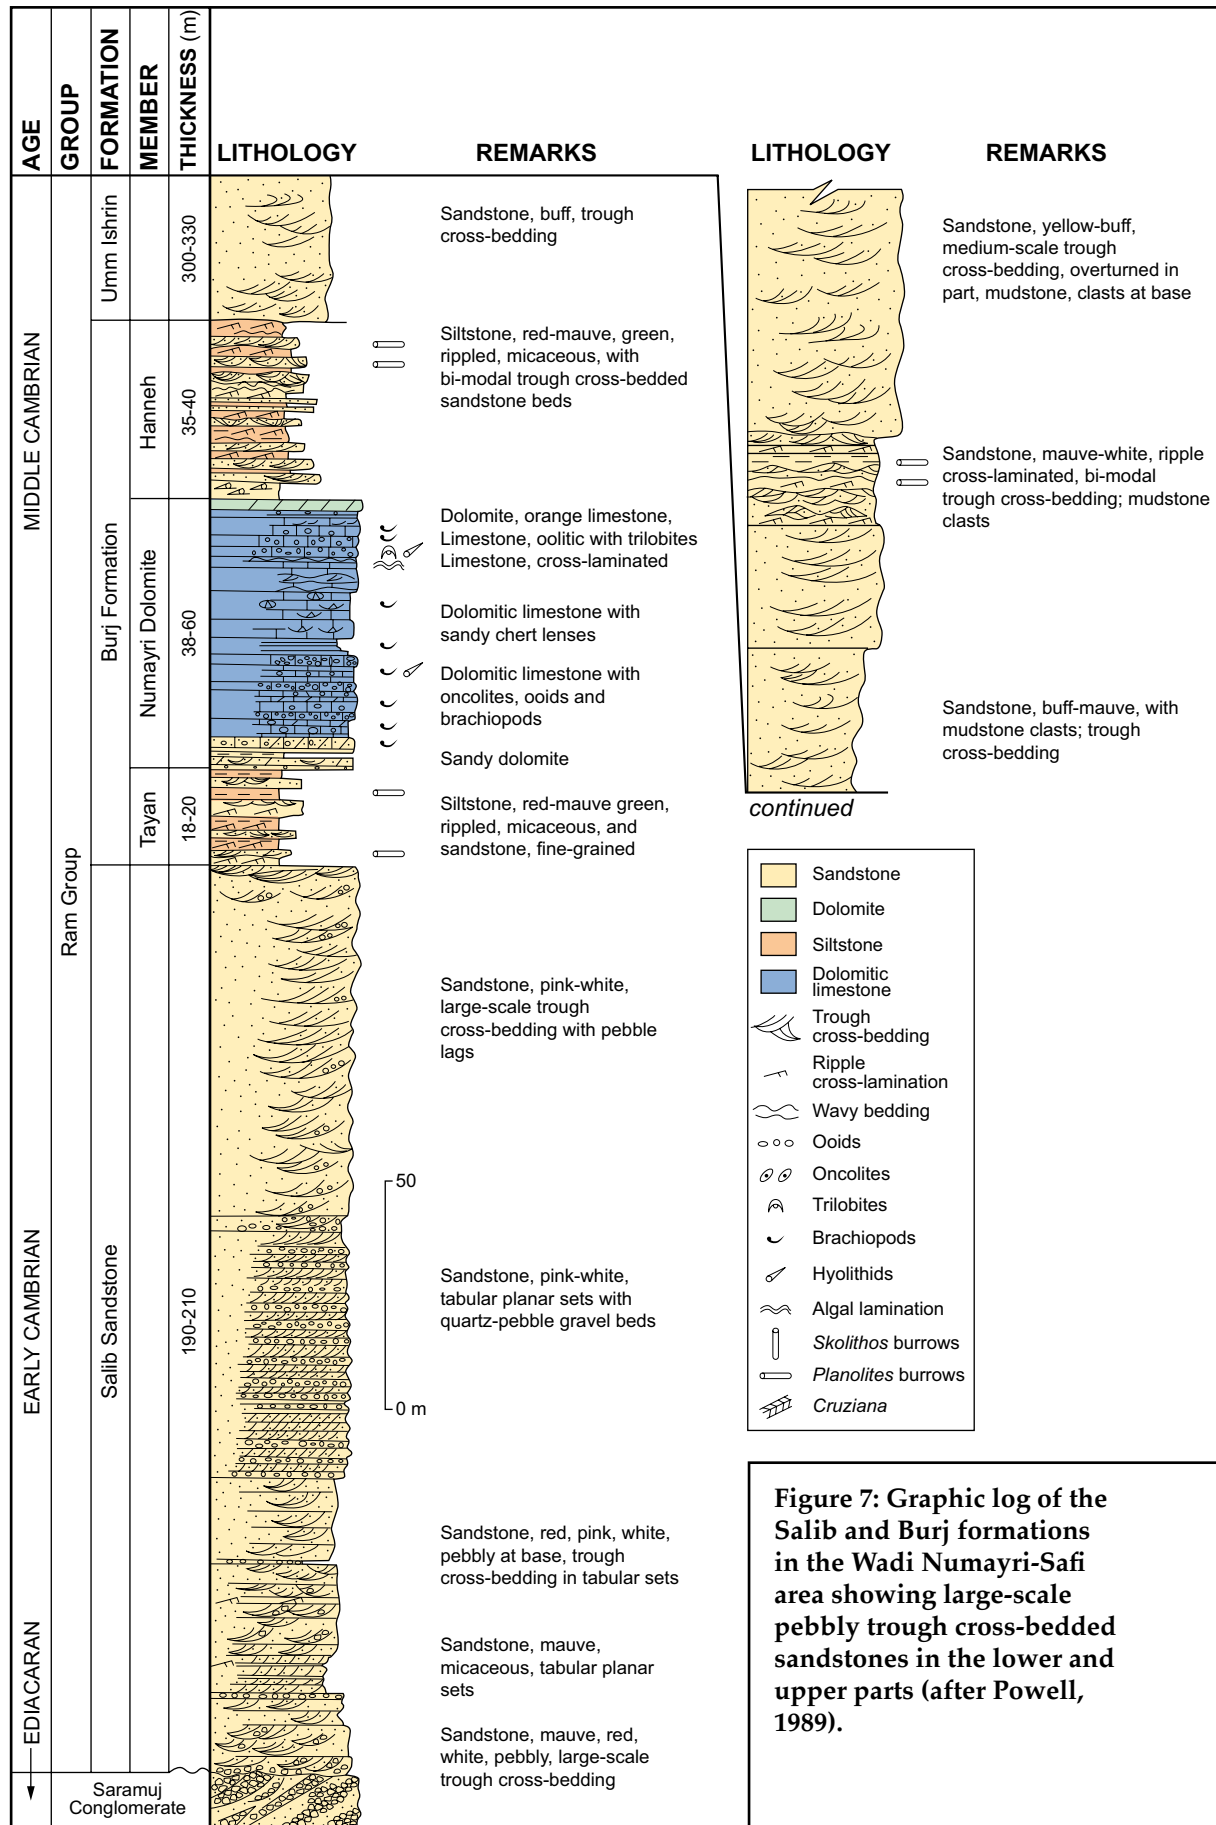 AGE
GROUP
FORMATION
MEMBER
THICKNESS (m)
LITHOLOGY
REMARKS
MIDDLE CAMBRIAN
EARLY CAMBRIAN
EDIACARAN
Ram Group
Umm Ishrin
Burj Formation
Salib Sandstone
Hanneh
Numayri Dolomite
Tayan
300-330
35-40
38-60
18-20
190-210
Saramuj
Conglomerate
Sandstone, buff, trough
cross-bedding
Siltstone, red-mauve, green,
rippled, micaceous, with
bi-modal trough cross-bedded
sandstone beds
Dolomite, orange limestone,
Limestone, oolitic with trilobites
Limestone, cross-laminated
Dolomitic limestone with
sandy chert lenses
Dolomitic limestone with
oncolites, ooids and
brachiopods
Sandy dolomite
Siltstone, red-mauve green,
rippled, micaceous, and
sandstone, fine-grained
Sandstone, pink-white,
large-scale trough
cross-bedding with pebble
lags
50
0 m
Sandstone, pink-white,
tabular planar sets with
quartz-pebble gravel beds
Sandstone, red, pink, white,
pebbly at base, trough
cross-bedding in tabular sets
Sandstone, mauve,
micaceous, tabular planar
sets
Sandstone, mauve, red,
white, pebbly, large-scale
trough cross-bedding
LITHOLOGY
REMARKS
Sandstone, yellow-buff,
medium-scale trough
cross-bedding, overturned in
part, mudstone, clasts at base
Sandstone, mauve-white, ripple
cross-laminated, bi-modal
trough cross-bedding; mudstone
clasts
Sandstone, buff-mauve, with
mudstone clasts; trough
cross-bedding
continued
Sandstone
Dolomite
Siltstone
Dolomitic
limestone
Trough
cross-bedding
Ripple
cross-lamination
Wavy bedding
Ooids
Oncolites
Trilobites
Brachiopods
Hyolithids
Algal lamination
Skolithos burrows
Planolites burrows
Cruziana
Figure 7: Graphic log of the
Salib and Burj formations
in the Wadi Numayri-Safi
area showing large-scale
pebbly trough cross-bedded
sandstones in the lower and
upper parts (after Powell,
1989).